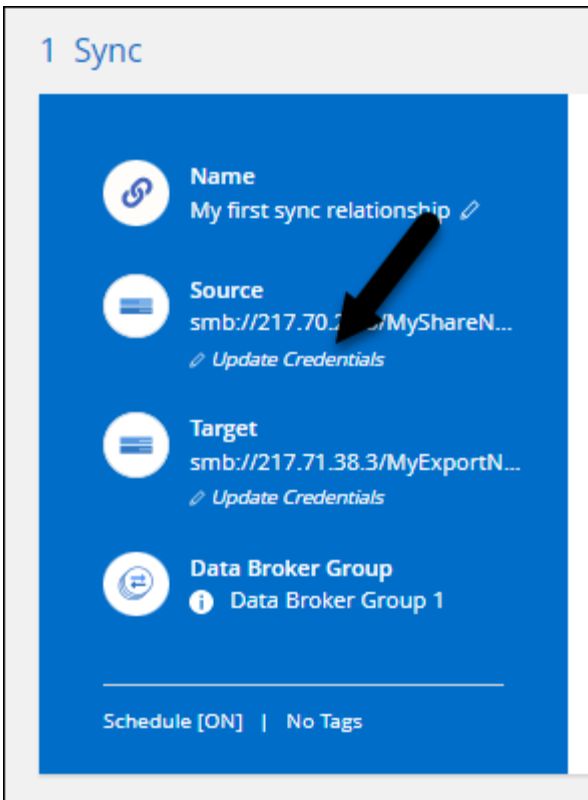 1 Sync
Name
My first sync relationship
Source
smb://217.70.2 3/MyShareN...
Update Credentials
Target
smb://217.71.38.3/MyExportN...
Update Credentials
Data Broker Group
Data Broker Group 1
Schedule [ON] | No Tags